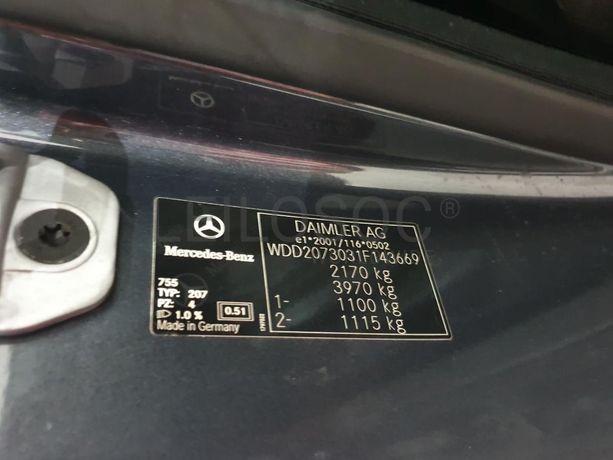 LEILOSOC®
Mercedes-Benz
755
TYP: 207
PZ: 4
1.0 %
0.51
Made in Germany
DAIMLER AG
e1*2001/116*0502
WDD2073031F143669
2170 kg
3970 kg
1- 1100 kg
2- 1115 kg